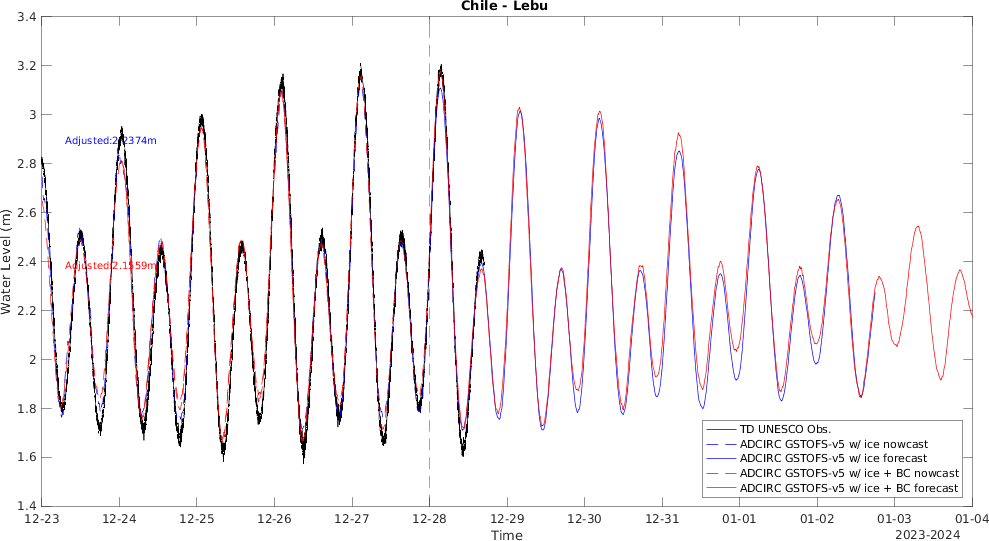 Chile - Lebu
3.4
3.2
3
2.8
2.6
2.4
2.2
2
1.8
1.6
1.4
Water Level (m)
Adjusted:2.2374m
Adjusted:2.1559m
TD UNESCO Obs.
ADCIRC GSTOFS-v5 w/ ice nowcast
ADCIRC GSTOFS-v5 w/ ice forecast
ADCIRC GSTOFS-v5 w/ ice + BC nowcast
ADCIRC GSTOFS-v5 w/ ice + BC forecast
12-23 12-24 12-25 12-26 12-27 12-28 12-29 12-30 12-31 01-01 01-02 01-03 01-04
Time
2023-2024